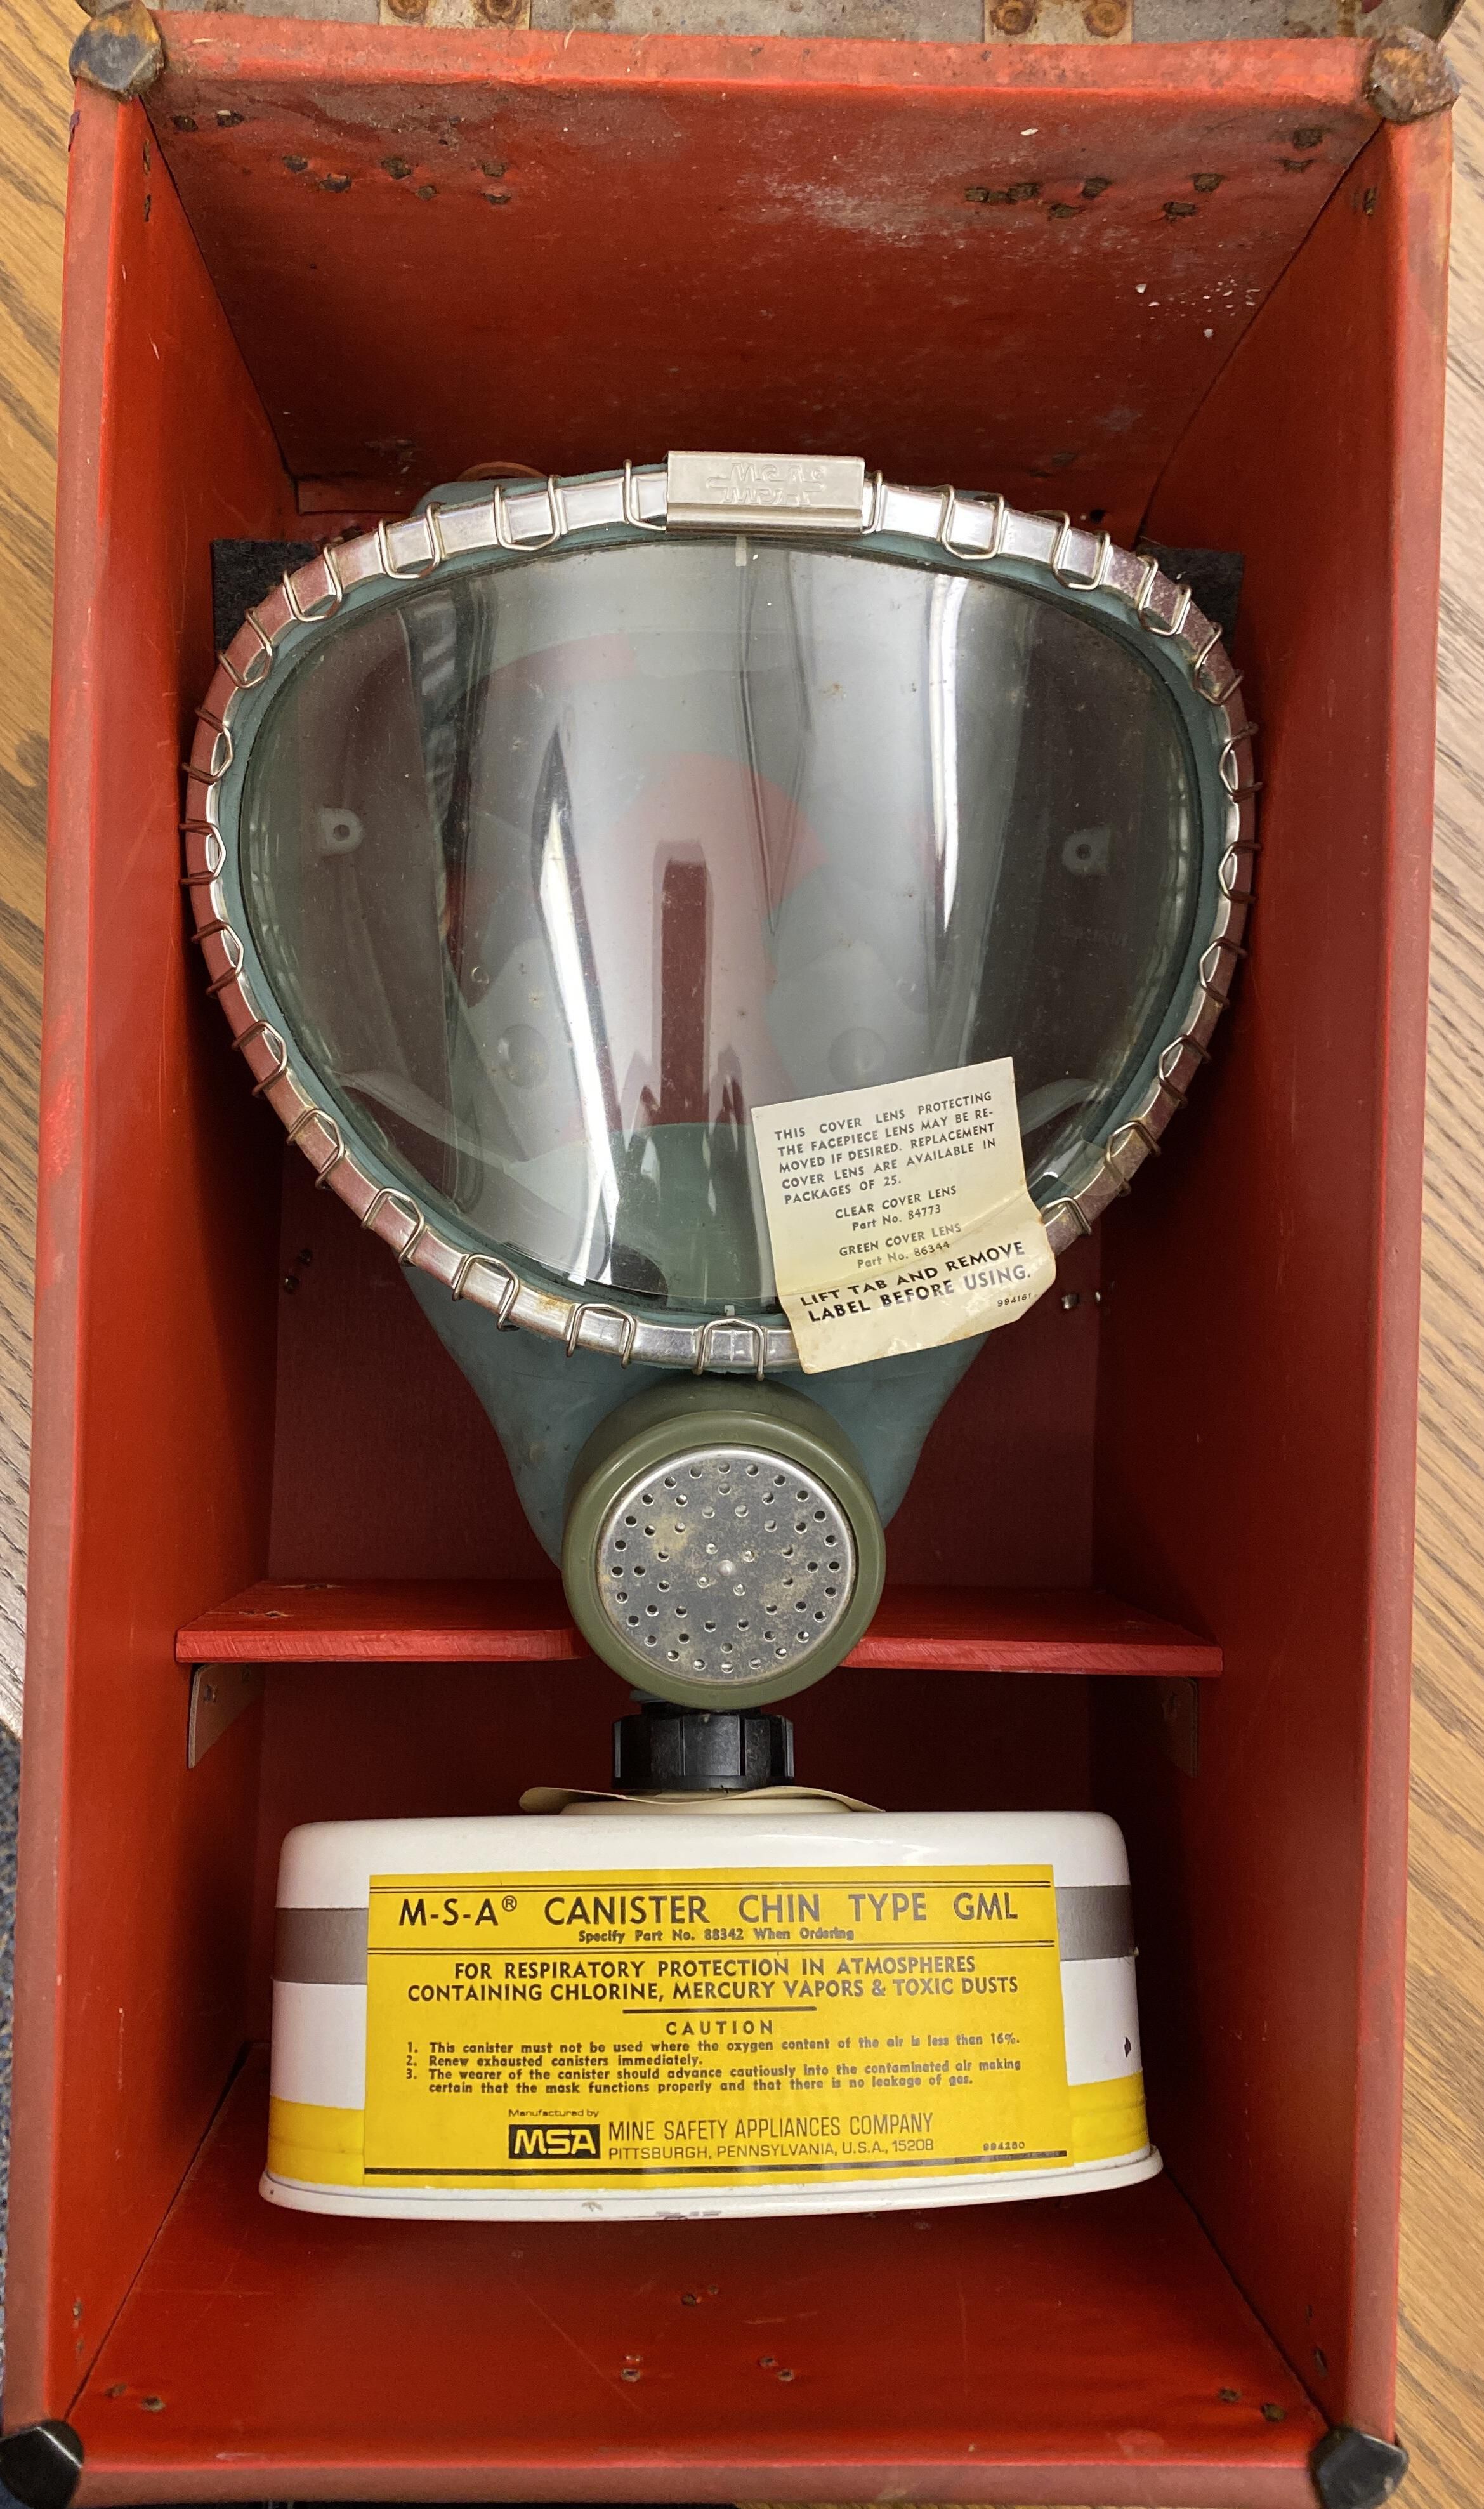 THIS COVER LENS PROTECTING
THE FACEPIECE LENS MAY BE RE-
MOVED IF DESIRED. REPLACEMENT
COVER LENS ARE AVAILABLE IN
PACKAGES OF 25.
CLEAR COVER LENS
Part No. 84773
GREEN COVER LENS
Part No. 86344
LIFT TAB AND REMOVE
LABEL BEFORE USING.
994161
M-S-A® CANISTER CHIN TYPE GML
Specify Part No. 88342 When Ordering
FOR RESPIRATORY PROTECTION IN ATMOSPHERES
CONTAINING CHLORINE, MERCURY VAPORS & TOXIC DUSTS
CAUTION
1. This canister must not be used where the oxygen content of the air is less than 16%.
2. Renew exhausted canisters immediately.
3. The wearer of the canister should advance cautiously into the contaminated air making
certain that the mask functions properly and that there is no leakage of gas.
Manufactured by
MSA MINE SAFETY APPLIANCES COMPANY
PITTSBURGH, PENNSYLVANIA, U.S.A., 15208
994260